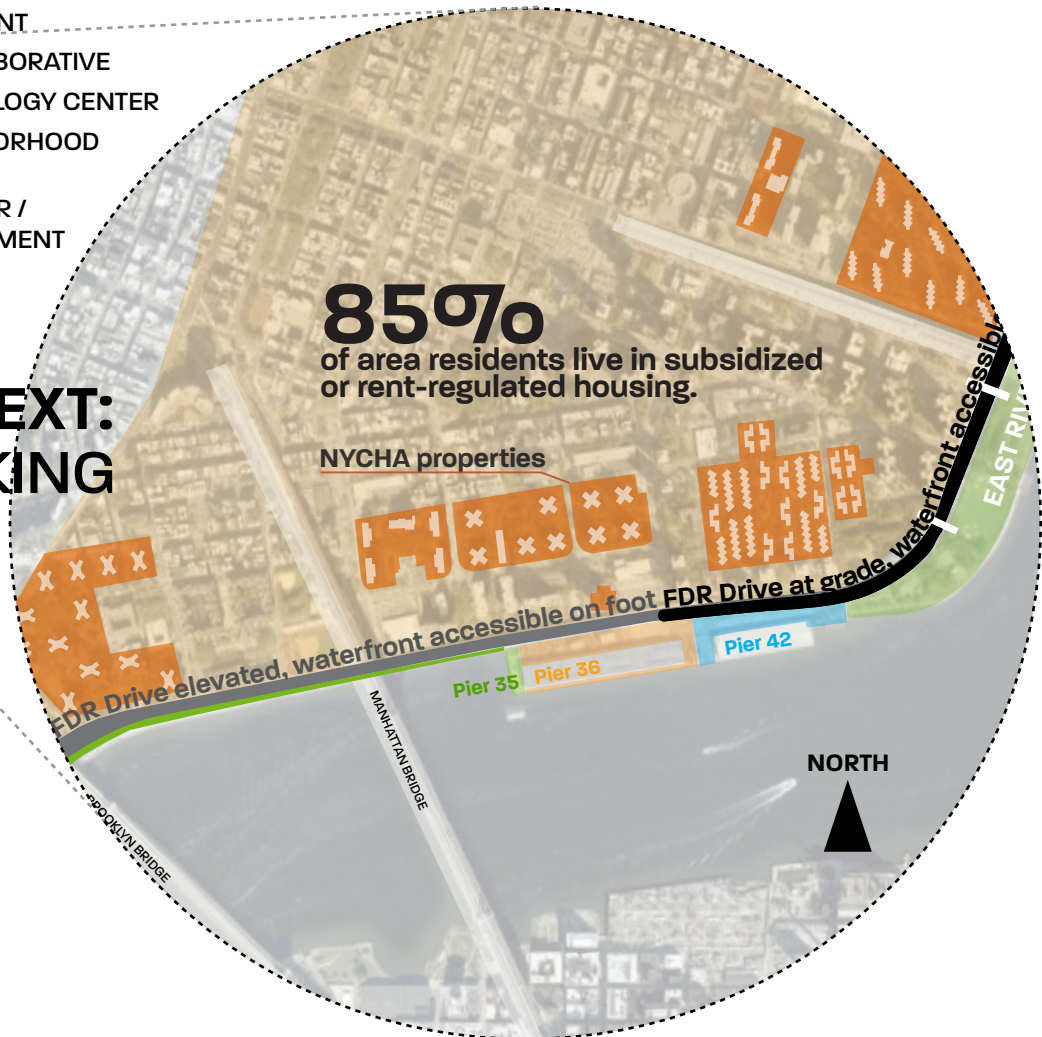 NT
BORATIVE
LOGY CENTER
ORHOOD
R /
MENT
EXT:
KING
85%
of area residents live in subsidized
or rent-regulated housing.
NYCHA properties
FDR Drive elevated, waterfront accessible on foot
FDR Drive at grade, waterfront accessibl
EAST RIV
Pier 35
Pier 36
Pier 42
MANHATTAN BRIDGE
BROOKLYN BRIDGE
NORTH